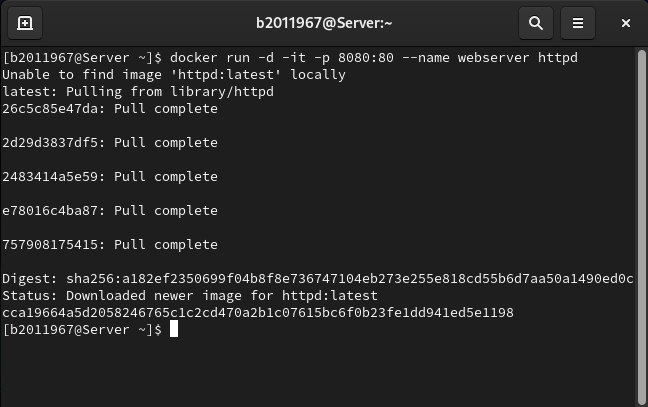 b2011967@Server:~
[b2011967@Server ~]$ docker run -d -it -p 8080:80 --name webserver httpd
Unable to find image 'httpd:latest' locally
latest: Pulling from library/httpd
26c5c85e47da: Pull complete
2d29d3837df5: Pull complete
2483414a5e59: Pull complete
e78016c4ba87: Pull complete
757908175415: Pull complete
Digest: sha256:a182ef2350699f04b8f8e736747104eb273e255e818cd55b6d7aa50a1490ed0c
Status: Downloaded newer image for httpd:latest
cca19664a5d2058246765c1c2cd470a2b1c07615bc6f0b23fe1dd941ed5e1198
[b2011967@Server ~]$